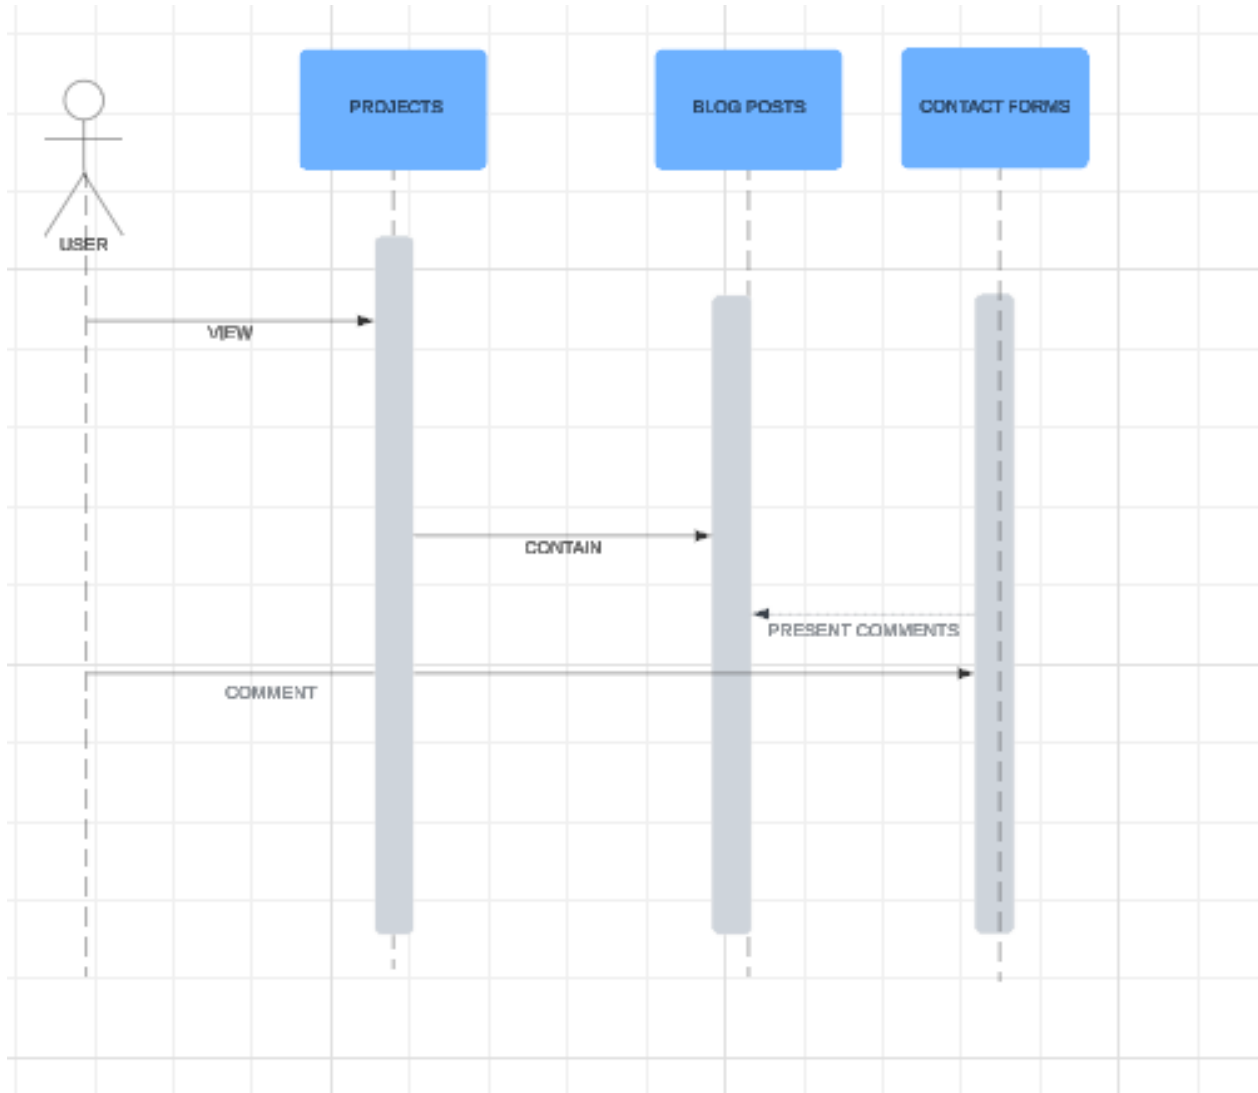 PROJECTS
BLOG POSTS
CONTACT FORMS
USER
VIEW
CONTAIN
PRESENT COMMENTS
COMMENT